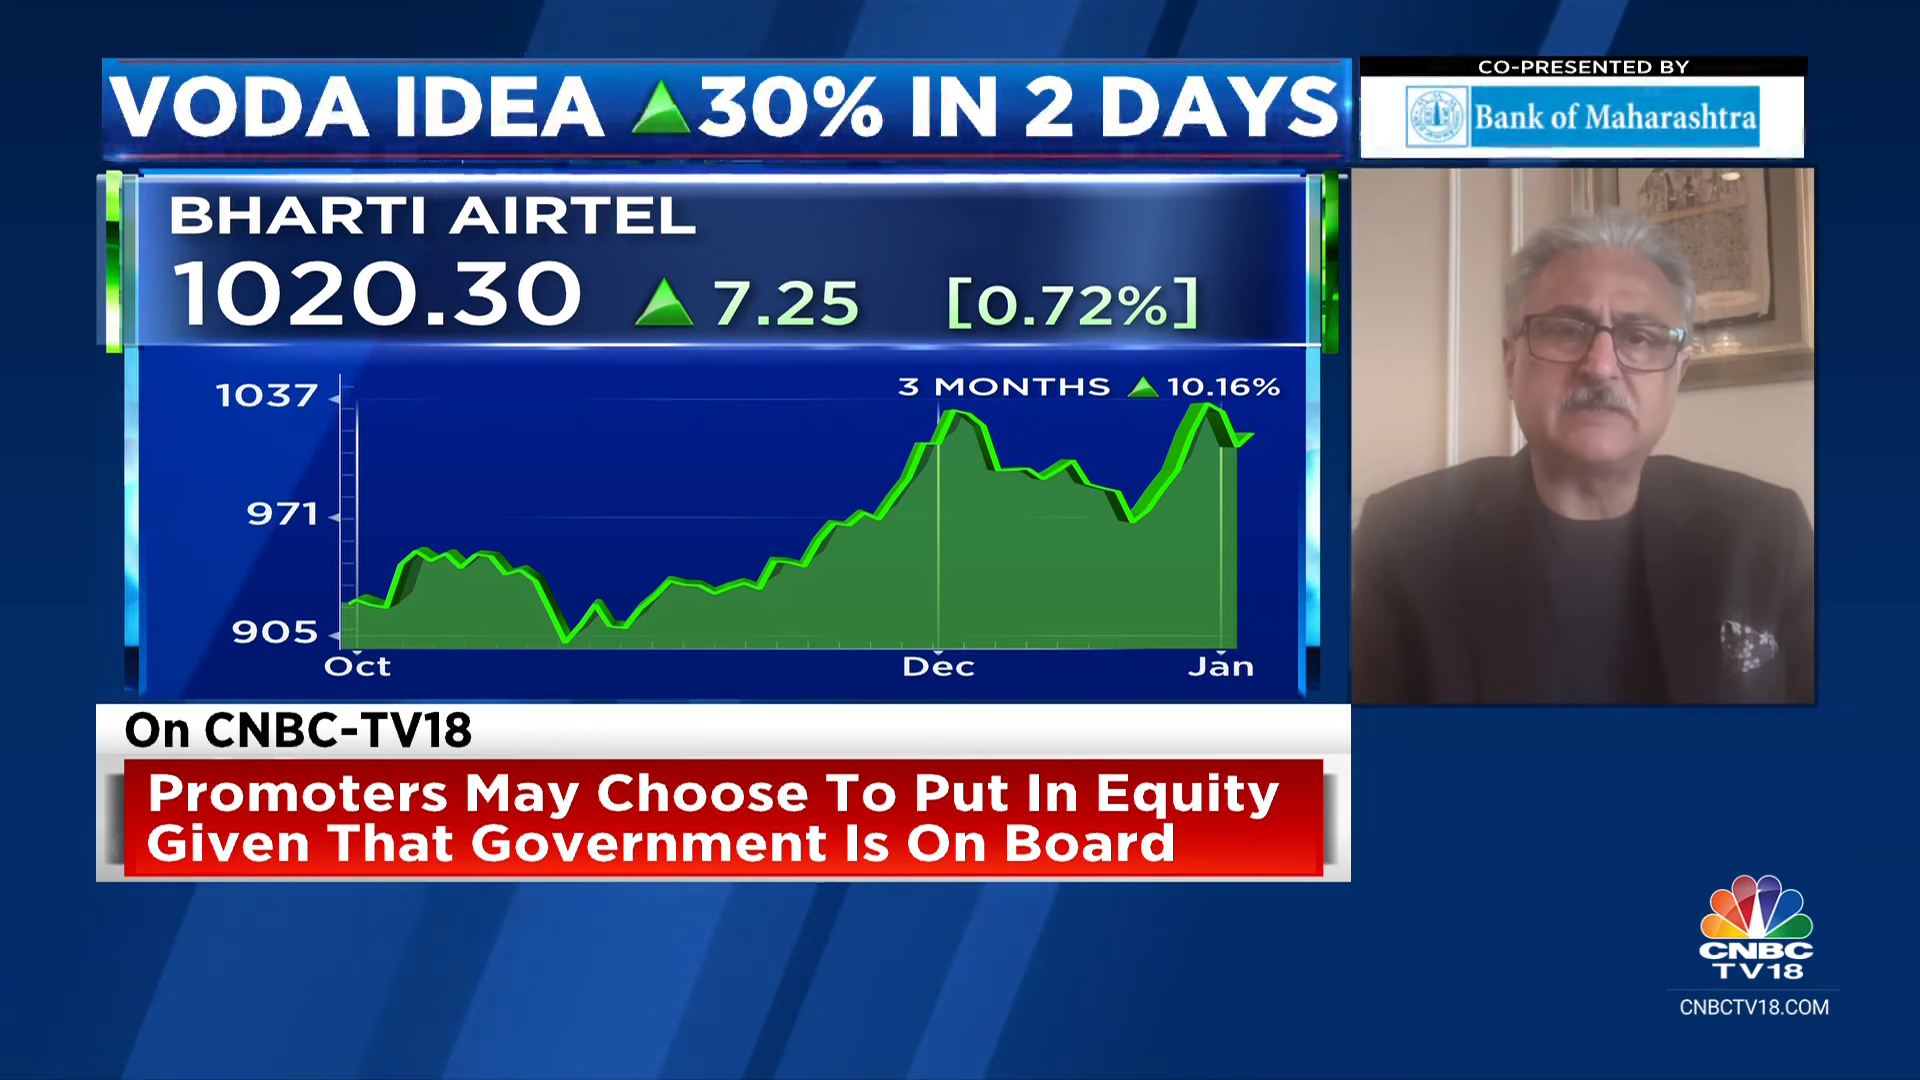 VODA IDEA ▲30% IN 2 DAYS
CO-PRESENTED BY
Bank of Maharashtra
BHARTI AIRTEL
1020.30 ▲ 7.25 [0.72%]
3 MONTHS ▲ 10.16%
1037
971
905
Oct Dec Jan
On CNBC-TV18
Promoters May Choose To Put In Equity
Given That Government Is On Board
CNBC
TV18
CNBCTV18.COM